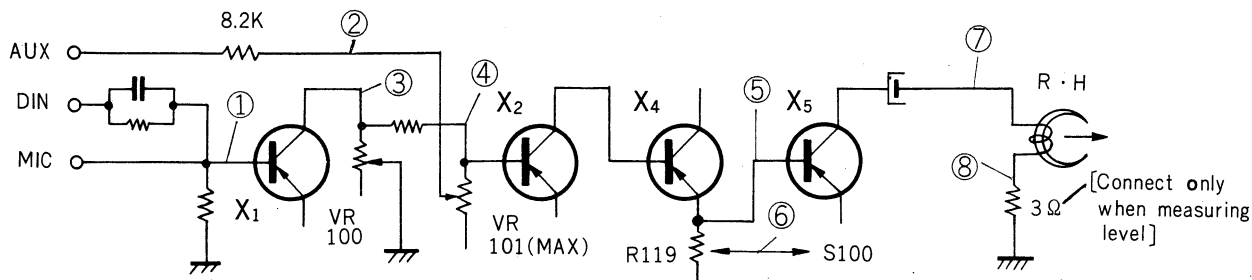 8.2K
AUX
②
⑦
DIN
③
④
R·H
①
X2
X4
⑤
X5
MIC
⑧
X1
VR
100
VR
101(MAX)
R119
⑥
S100
3Ω
[Connect only
when measuring
level]